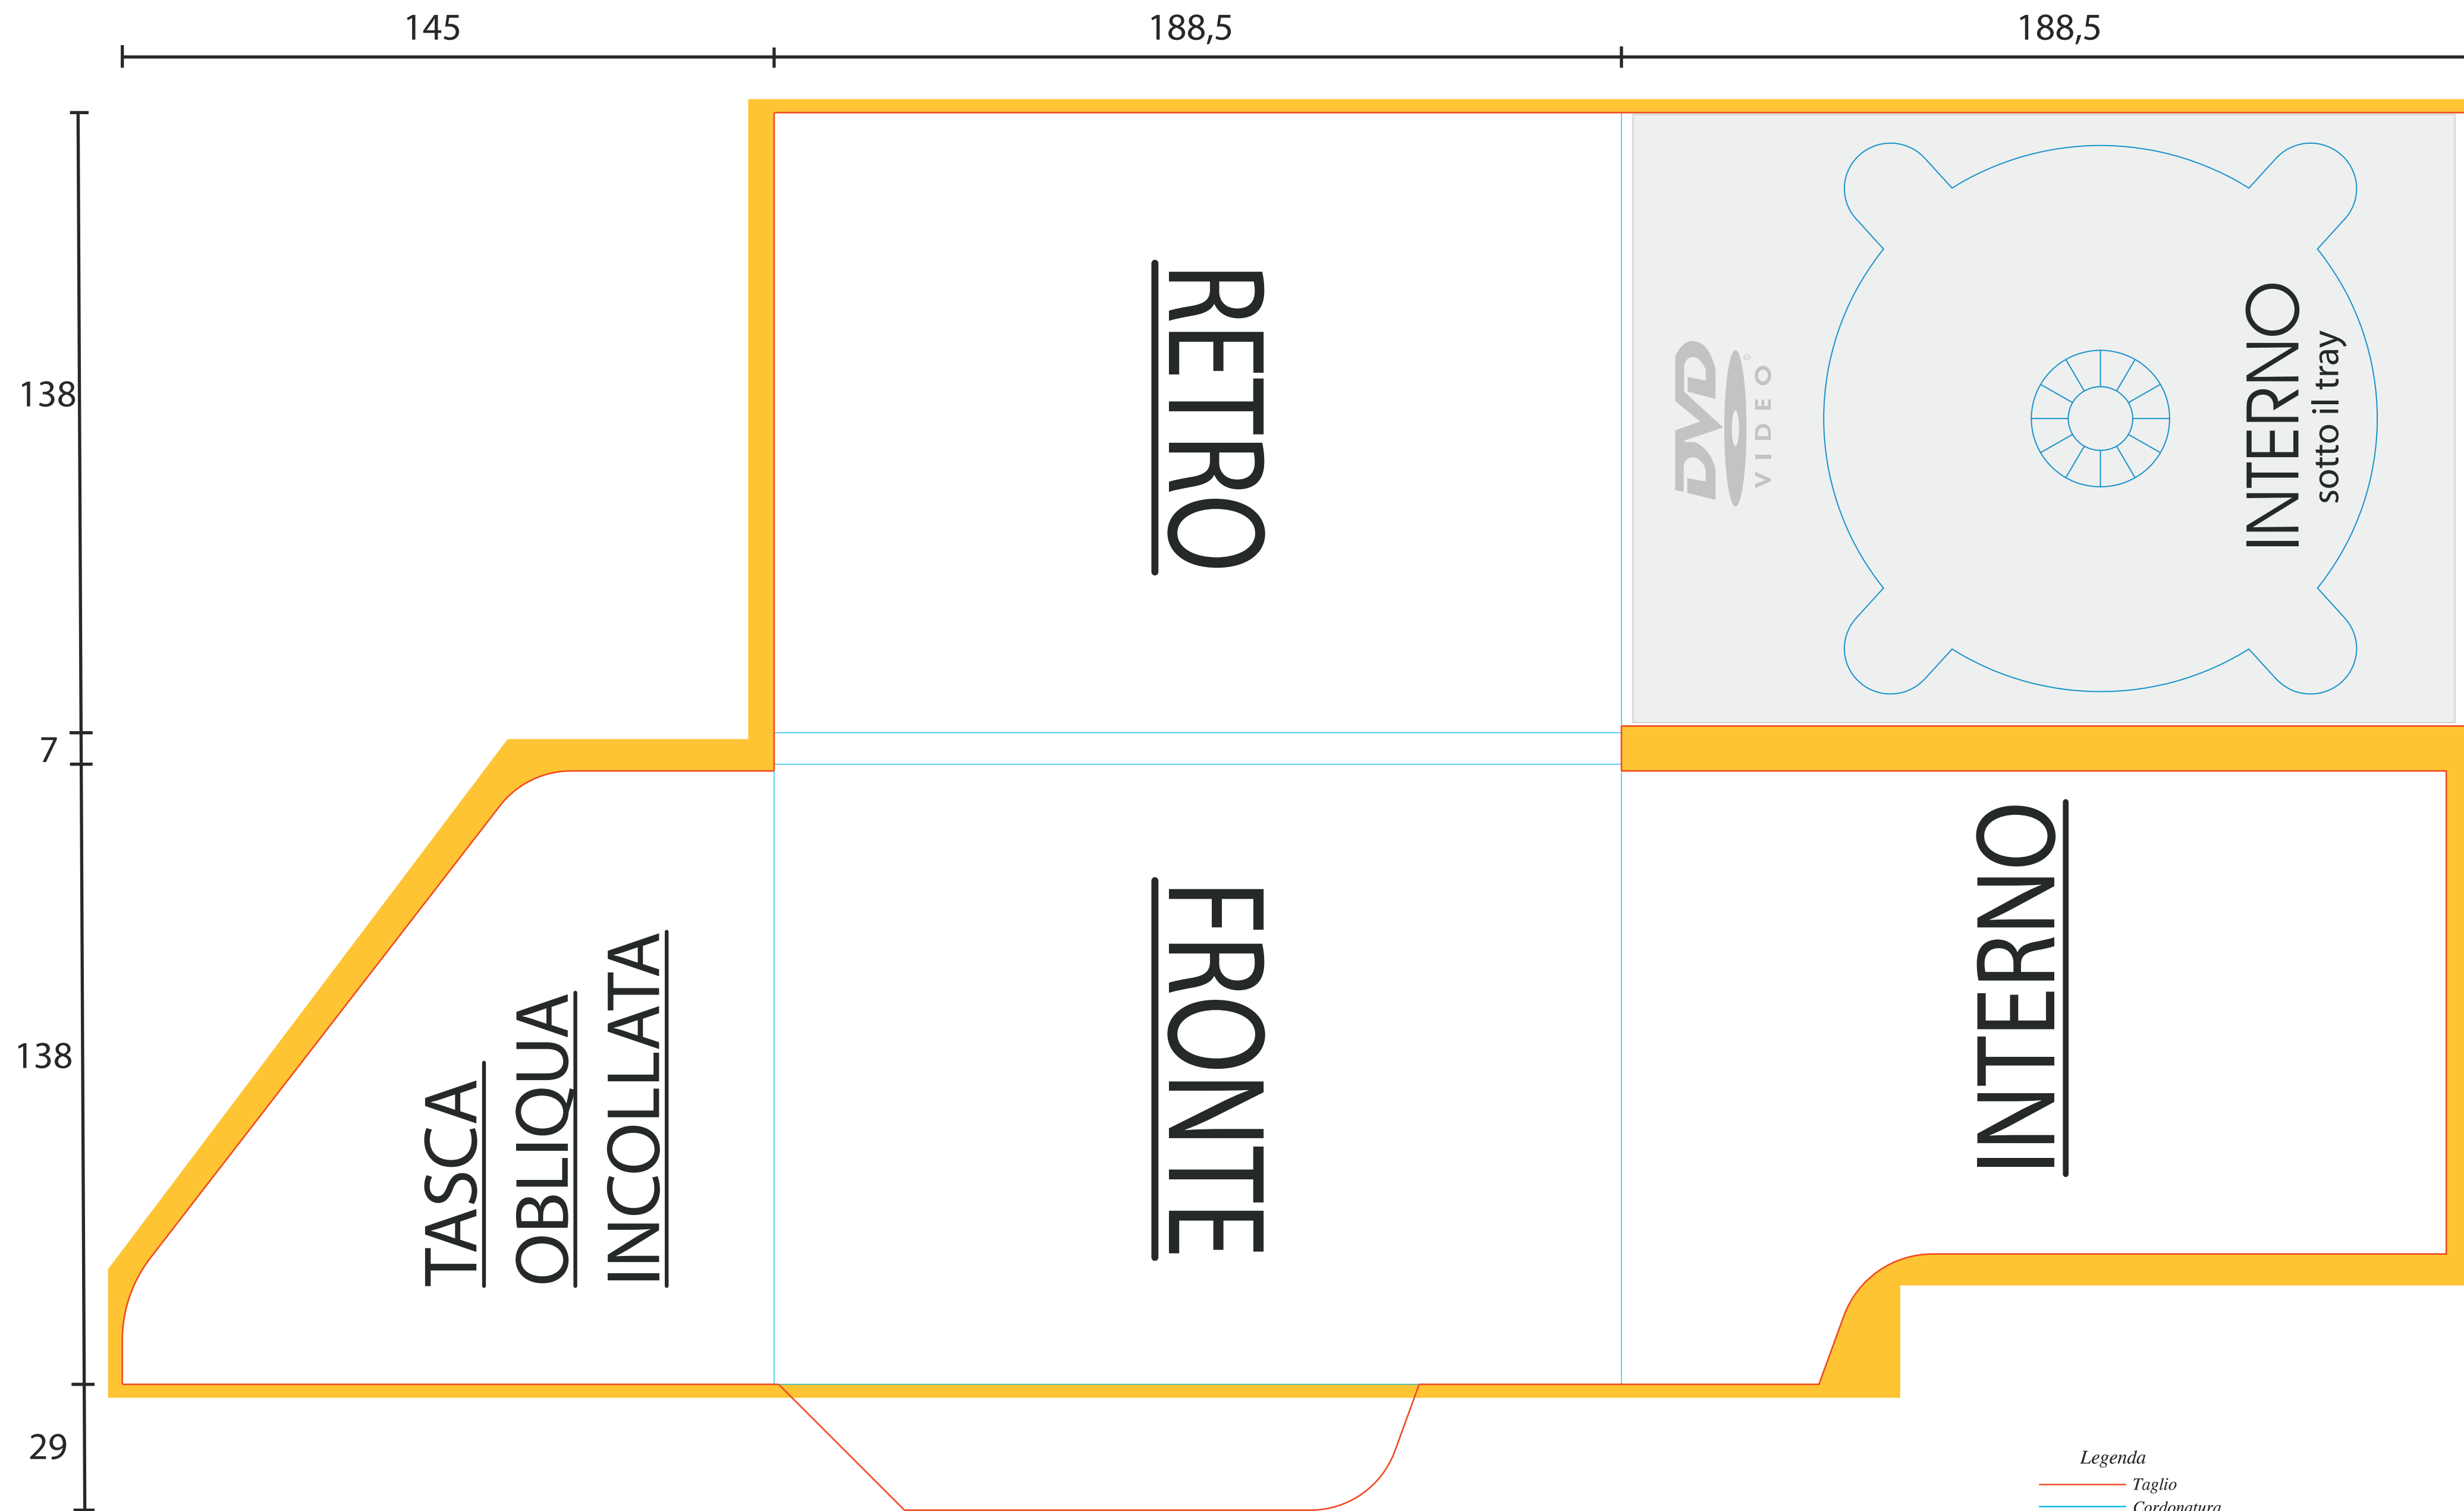 145
188,5
188,5
138
RETRO
DVD
VIDEO
©
INTERNO
sotto il tray
7
138
TASCA
OBLIQUA
INCOLLATA
FRONTE
INTERNO
29
Legenda
Taglio
Cordonatura